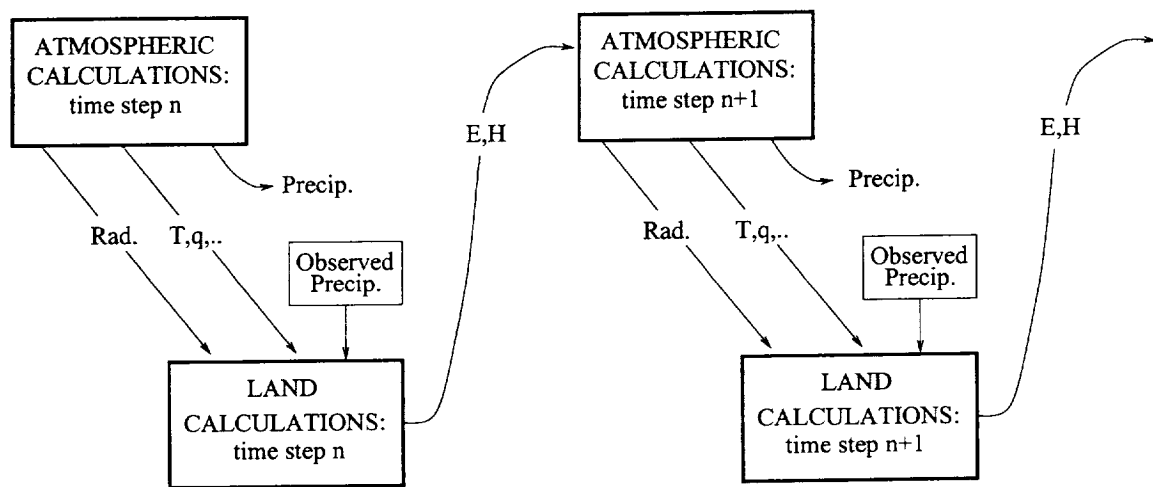 ATMOSPHERIC
CALCULATIONS:
time step n
ATMOSPHERIC
CALCULATIONS:
time step n+1
E,H
E,H
Precip.
Precip.
Rad.
T,q,..
Rad.
T,q,..
Observed
Precip.
Observed
Precip.
LAND
CALCULATIONS:
time step n
LAND
CALCULATIONS:
time step n+1